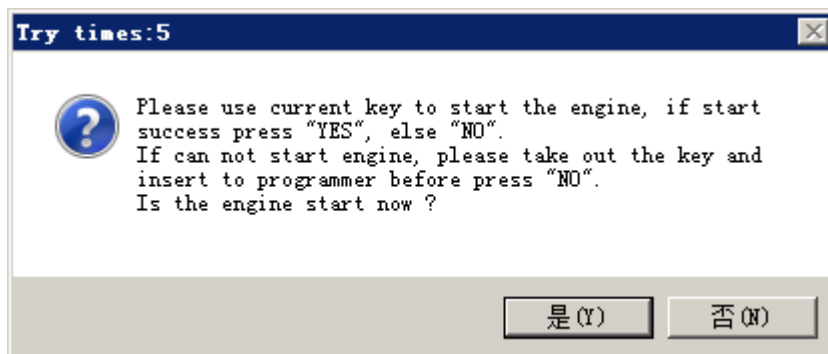 Try times:5
Please use current key to start the engine, if start
success press "YES", else "NO".
If can not start engine, please take out the key and
insert to programmer before press "NO".
Is the engine start now ?
是(Y) 否(N)